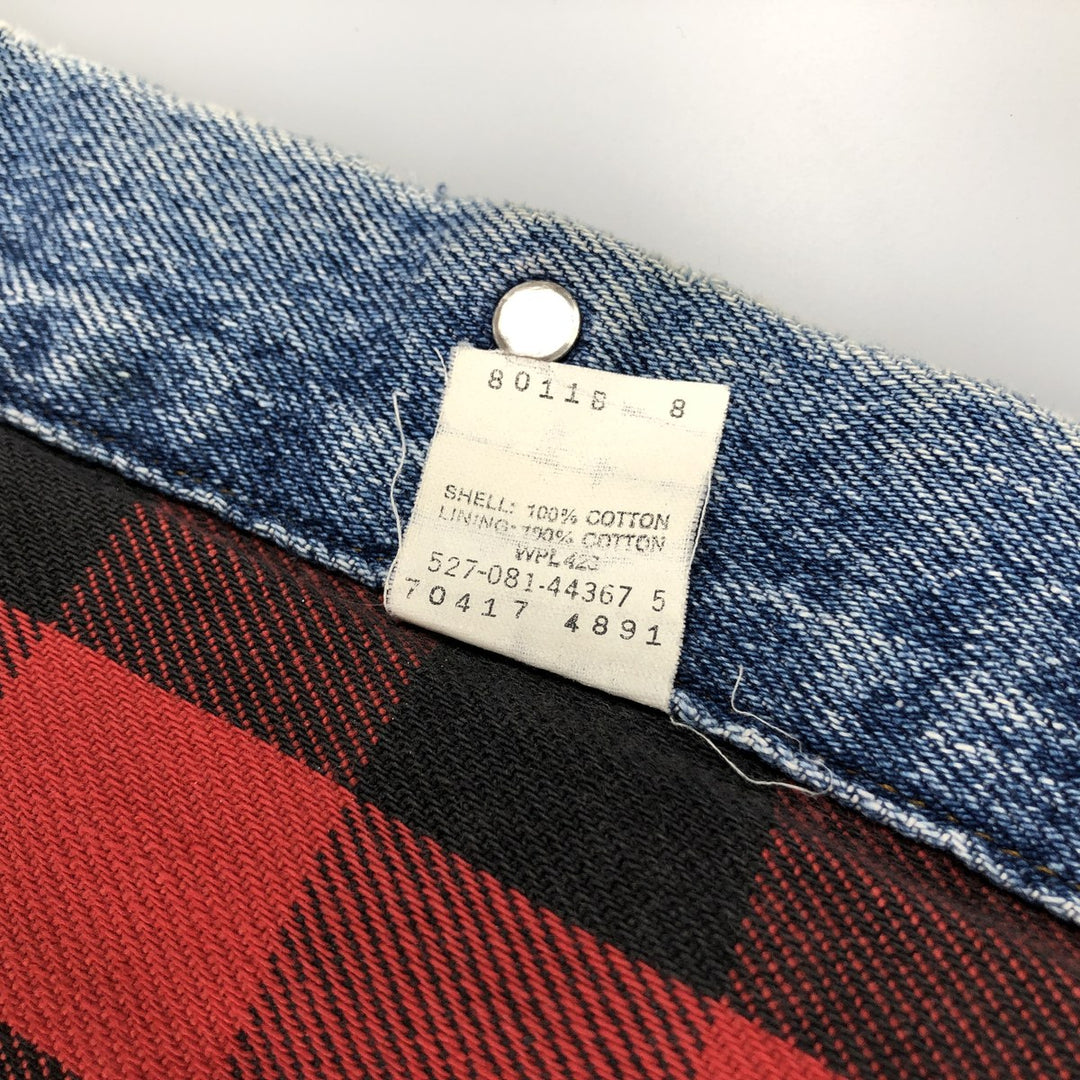 80118 8
SHELL: 100% COTTON
LINING: 100% COTTON
WPL423
527-081-44367 5
70417 4891